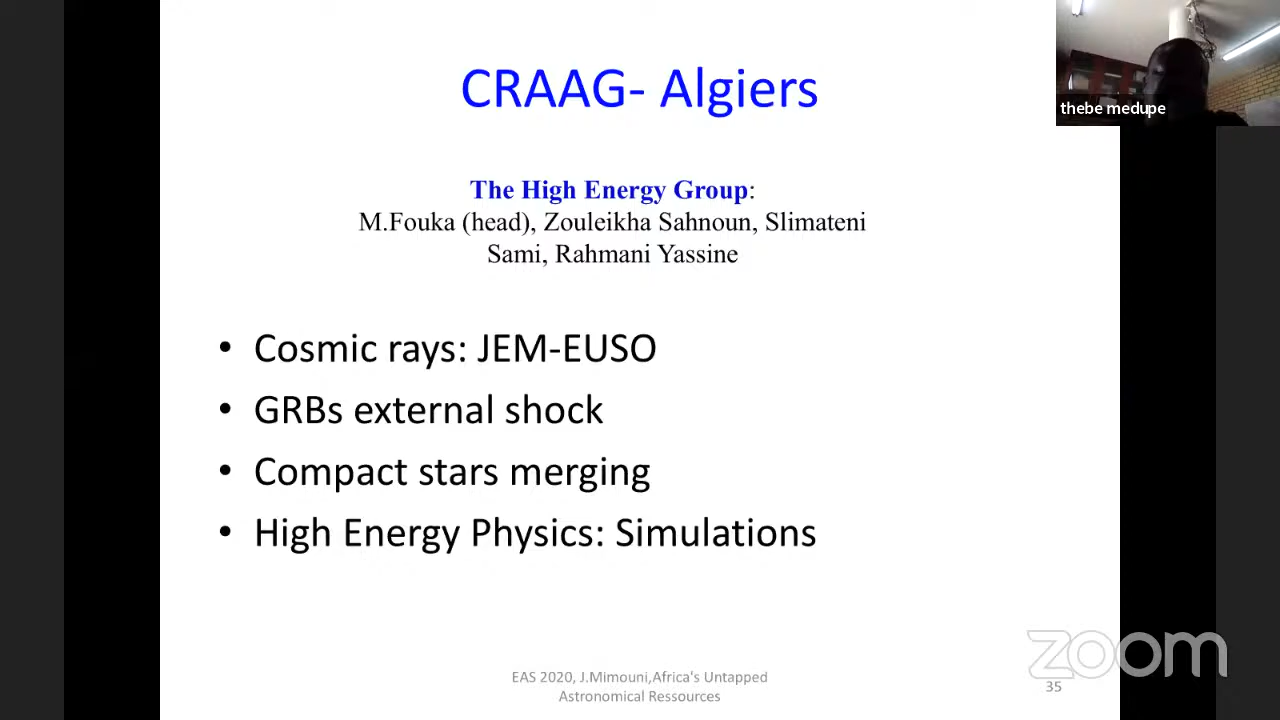 CRAAG- Algiers
thebe medupe
The High Energy Group:
M.Fouka (head), Zouleikha Sahnoun, Slimateni
Sami, Rahmani Yassine
• Cosmic rays: JEM-EUSO
• GRBs external shock
• Compact stars merging
• High Energy Physics: Simulations
zoom
EAS 2020, J.Mimouni,Africa's Untapped
Astronomical Ressources
35